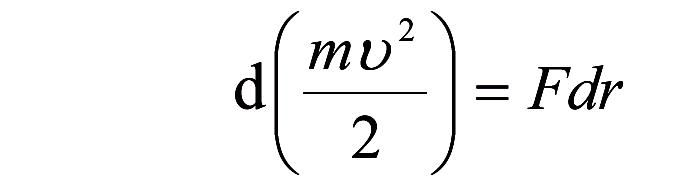 d(mυ²/2) = Fdr